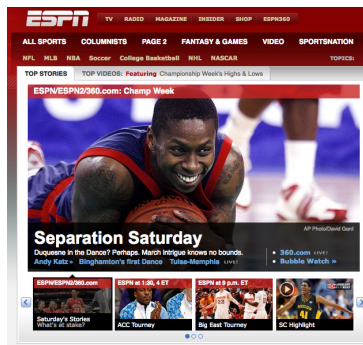 ESPN
TV RADIO MAGAZINE INSIDER SHOP ESPN360
ALL SPORTS COLUMNISTS PAGE 2 FANTASY & GAMES VIDEO SPORTSNATION
NFL MLB NBA Soccer College Basketball NHL NASCAR TOPICS:
TOP STORIES TOP VIDEOS: Featuring Championship Week's Highs & Lows
ESPN/ESPN2/360.com: Champ Week
AP Photo/David Gard
Separation Saturday
Duquesne in the Dance? Perhaps. March intrigue knows no bounds.
Andy Katz » Binghamton's first Dance Tulsa-Memphis LIVE!
• 360.com LIVE!
• Bubble Watch »
ESPN/ESPN2/360.com
Saturday's Stories
What's at stake?
ESPN at 1:30, 4 ET
ACC Tourney
ESPN at 9 p.m. ET
Big East Tourney
41
SC Highlight